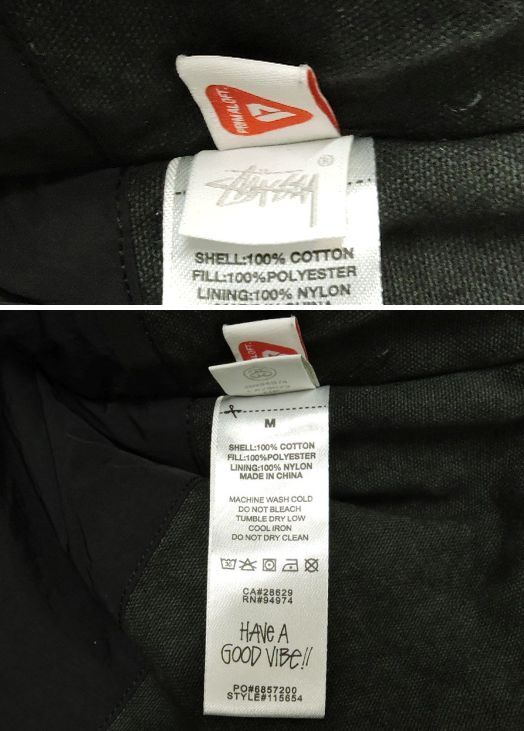 PRIMALOFT.
STÜSSY
®
SHELL:100% COTTON
FILL:100%POLYESTER
LINING:100% NYLON
PRIMALOFT.
M
SHELL:100% COTTON
FILL:100%POLYESTER
LINING:100% NYLON
MADE IN CHINA
MACHINE WASH COLD
DO NOT BLEACH
TUMBLE DRY LOW
COOL IRON
DO NOT DRY CLEAN
CA#28629
RN#94974
HAVE A
GOOD VIBE!!
PO#6857200
STYLE#115654